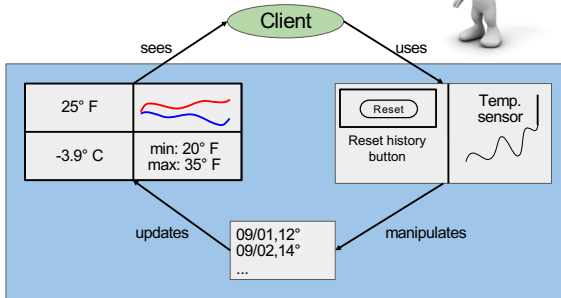 Client
sees
uses
25° F
-3.9° C
min: 20° F
max: 35° F
Reset
Reset history
button
Temp.
sensor
updates
manipulates
09/01,12°
09/02,14°
...